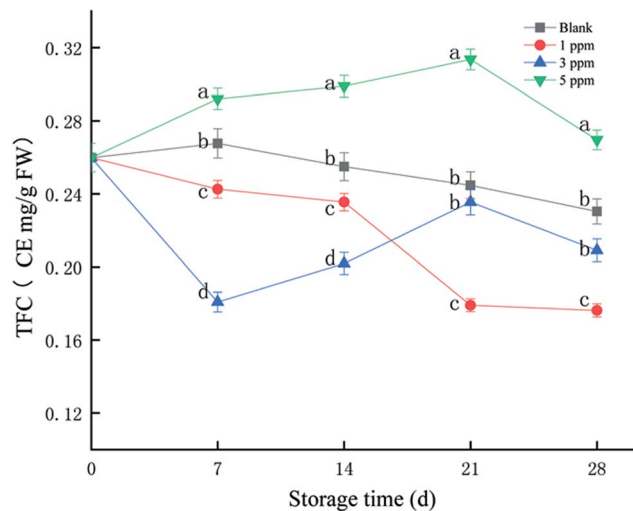 Blank
1 ppm
3 ppm
5 ppm
0.32
0.28
0.24
0.20
0.16
0.12
TFC ( CE mg/g FW)
a
a
a
a
b
b
b
b
c
c
c
c
d
d
b
b
0
7
14
21
28
Storage time (d)